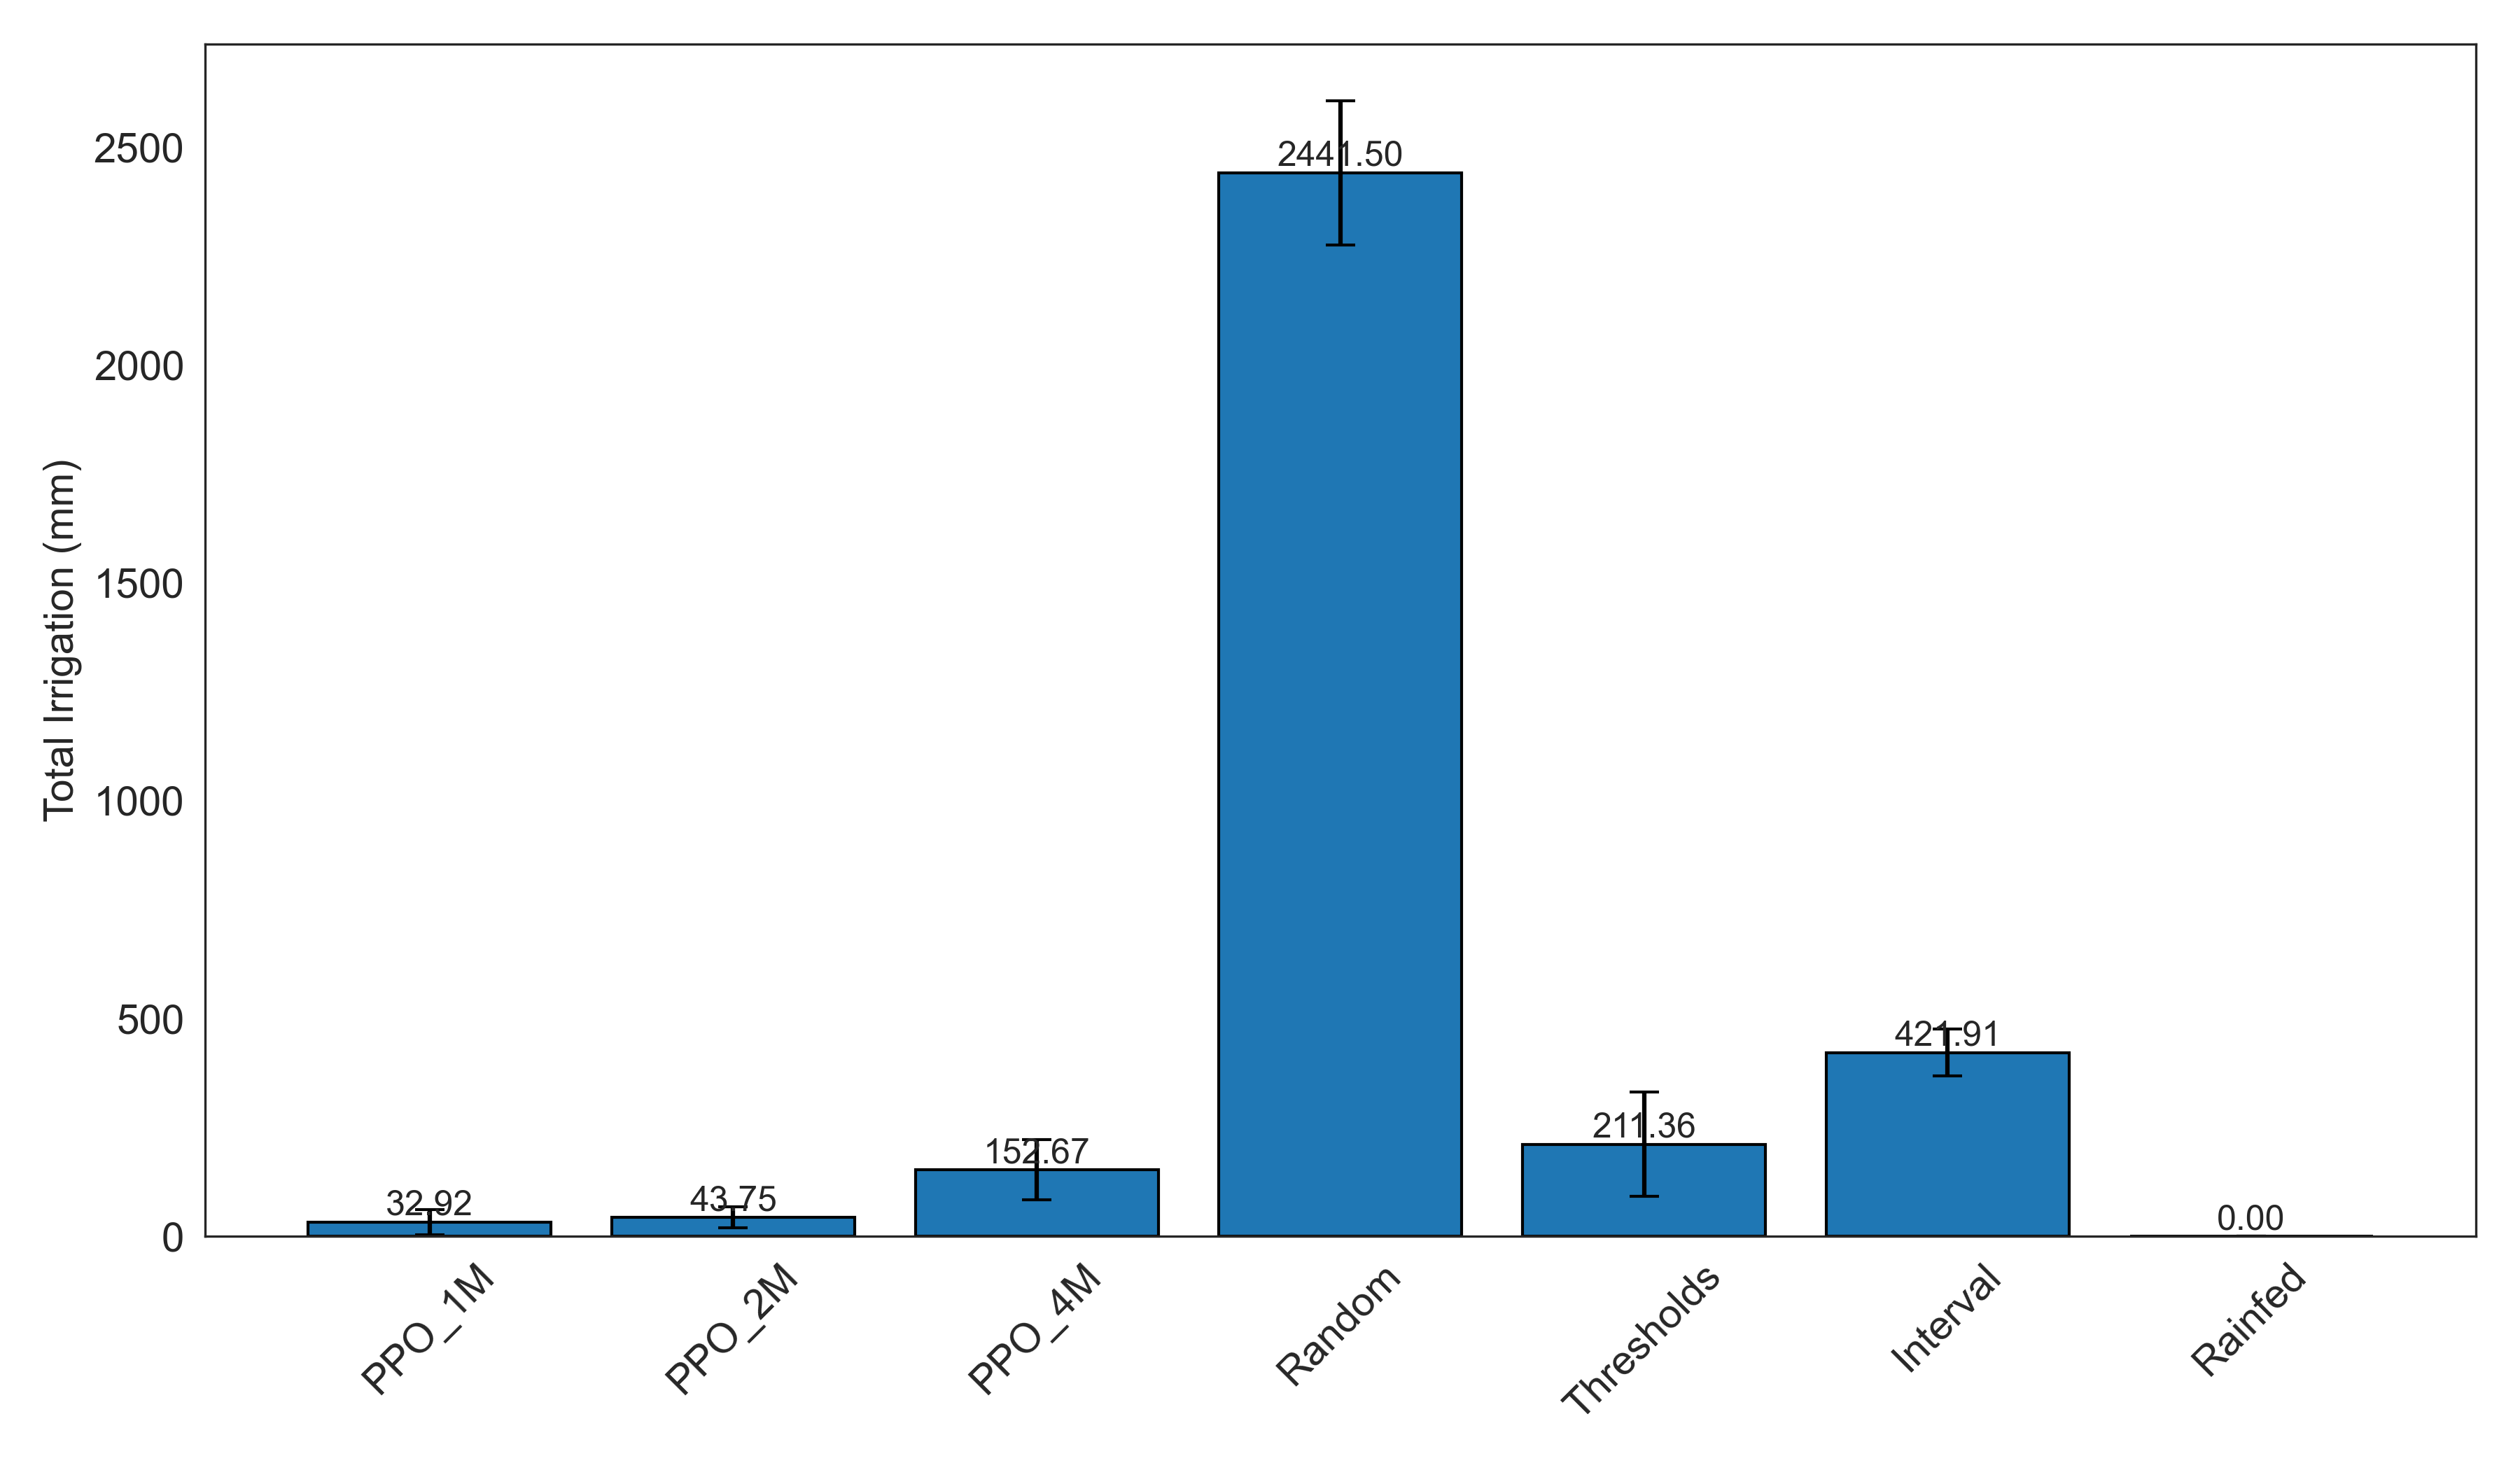 Total Irrigation (mm)
2500
2000
1500
1000
500
0
32.92
43.75
152.67
2441.50
211.36
421.91
0.00
PPO_1M
PPO_2M
PPO_4M
Random
Thresholds
Interval
Rainfed